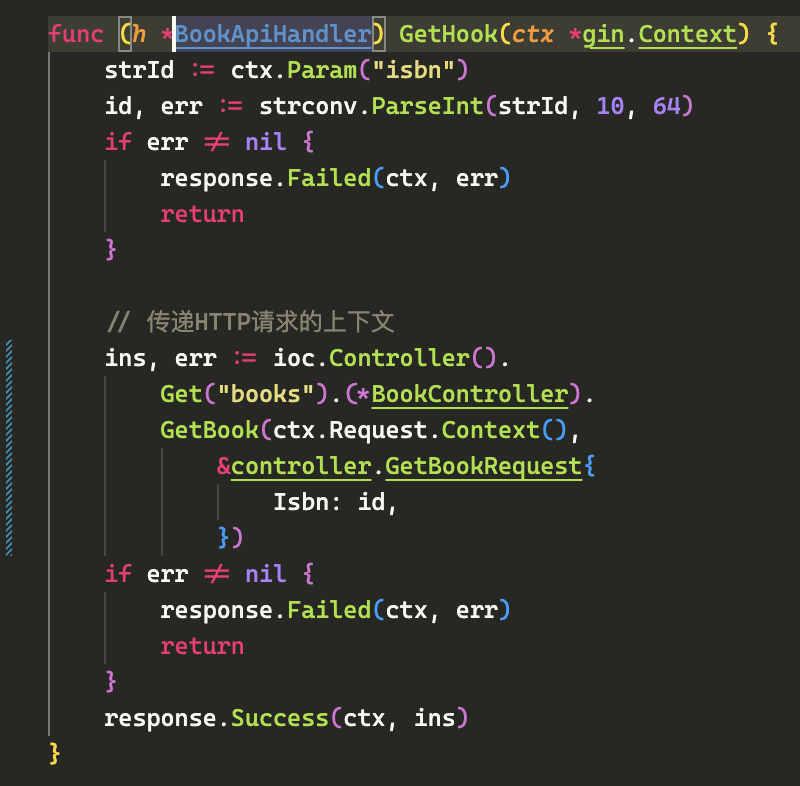 func (h *BookApiHandler) GetHook(ctx *gin.Context) {
    strId := ctx.Param("isbn")
    id, err := strconv.ParseInt(strId, 10, 64)
    if err != nil {
        response.Failed(ctx, err)
        return
    }
    // 传递HTTP请求的上下文
    ins, err := ioc.Controller().
        Get("books").(*BookController).
        GetBook(ctx.Request.Context(),
            &controller.GetBookRequest{
                Isbn: id,
            })
    if err != nil {
        response.Failed(ctx, err)
        return
    }
    response.Success(ctx, ins)
}